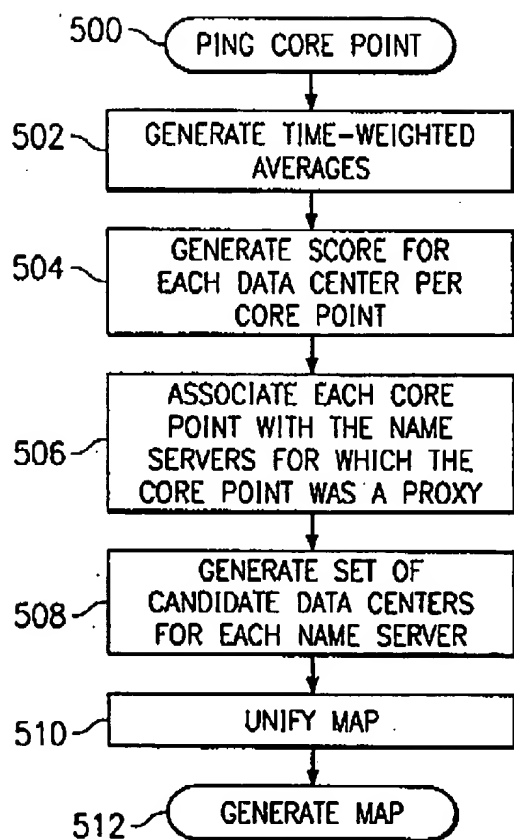 500
PING CORE POINT
502
GENERATE TIME-WEIGHTED
AVERAGES
504
GENERATE SCORE FOR
EACH DATA CENTER PER
CORE POINT
506
ASSOCIATE EACH CORE
POINT WITH THE NAME
SERVERS FOR WHICH THE
CORE POINT WAS A PROXY
508
GENERATE SET OF
CANDIDATE DATA CENTERS
FOR EACH NAME SERVER
510
UNIFY MAP
512
GENERATE MAP